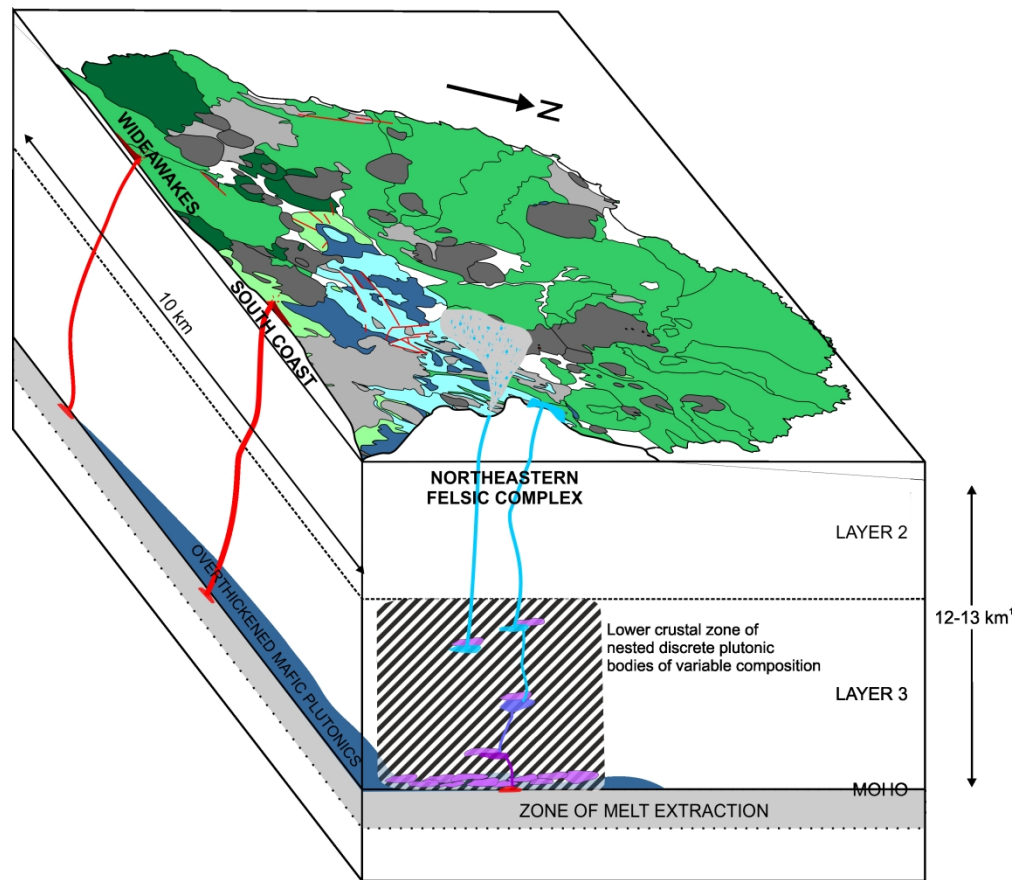 N
WIDEAWAKES
SOUTH COAST
10 km
NORTHEASTERN
FELSIC COMPLEX
LAYER 2
12-13 km¹
Lower crustal zone of
nested discrete plutonic
bodies of variable composition
LAYER 3
OVERTHICKENED MAFIC PLUTONICS
MOHO
ZONE OF MELT EXTRACTION